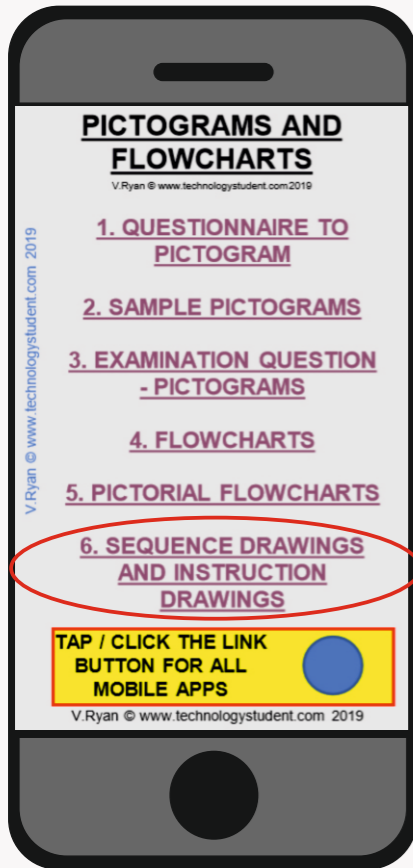 PICTOGRAMS AND
FLOWCHARTS
V.Ryan © www.technologystudent.com2019
V.Ryan © www.technologystudent.com 2019
1. QUESTIONNAIRE TO
PICTOGRAM
2. SAMPLE PICTOGRAMS
3. EXAMINATION QUESTION
- PICTOGRAMS
4. FLOWCHARTS
5. PICTORIAL FLOWCHARTS
6. SEQUENCE DRAWINGS
AND INSTRUCTION
DRAWINGS
TAP / CLICK THE LINK
BUTTON FOR ALL
MOBILE APPS
V.Ryan © www.technologystudent.com 2019